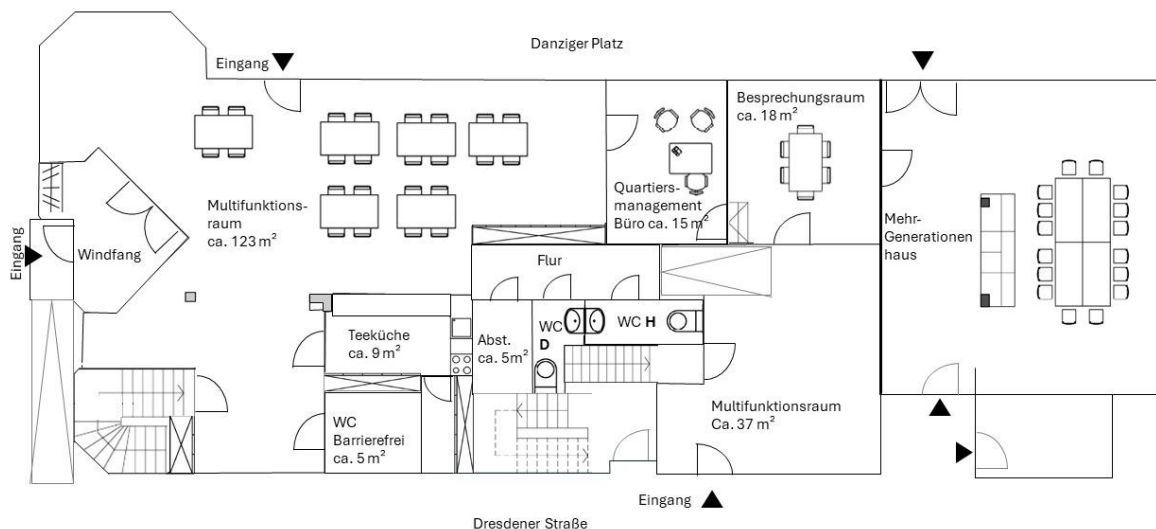 Danziger Platz
Eingang
Besprechungsraum
ca. 18 m²
Multifunktions-
raum
ca. 123 m²
Quartiers-
management
Büro ca. 15 m²
Mehr-
Generationen
haus
Eingang
Windfang
Flur
Teeküche
ca. 9 m²
Abst.
ca. 5m²
WC
D
WC H
WC
Barrierefrei
ca. 5 m²
Multifunktionsraum
Ca. 37 m²
Eingang
Dresdener Straße